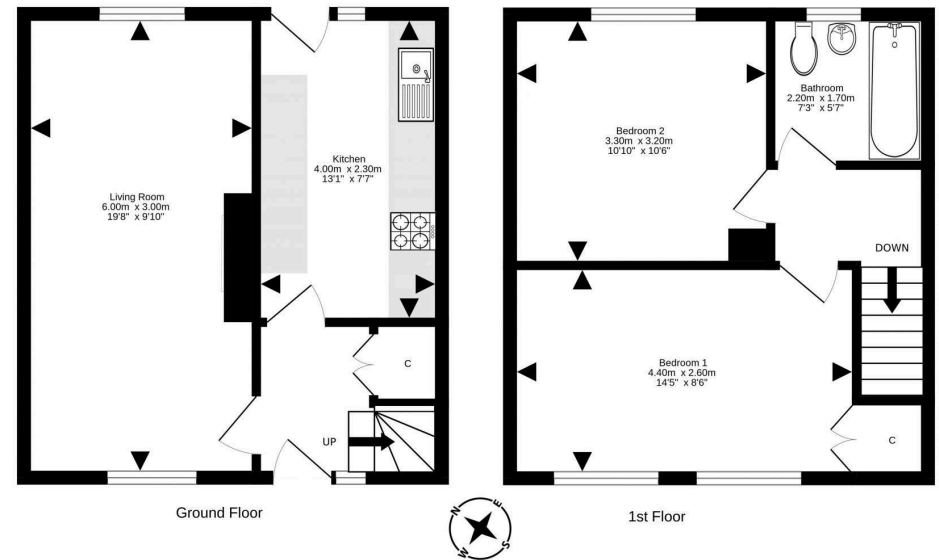 Living Room
6.00m x 3.00m
19'8" x 9'10"
Kitchen
4.00m x 2.30m
13'1" x 7'7"
C
UP
Ground Floor
Bedroom 2
3.30m x 3.20m
10'10" x 10'6"
Bathroom
2.20m x 1.70m
7'3" x 5'7"
DOWN
Bedroom 1
4.40m x 2.60m
14'5" x 8'6"
C
1st Floor
N
E
S
W